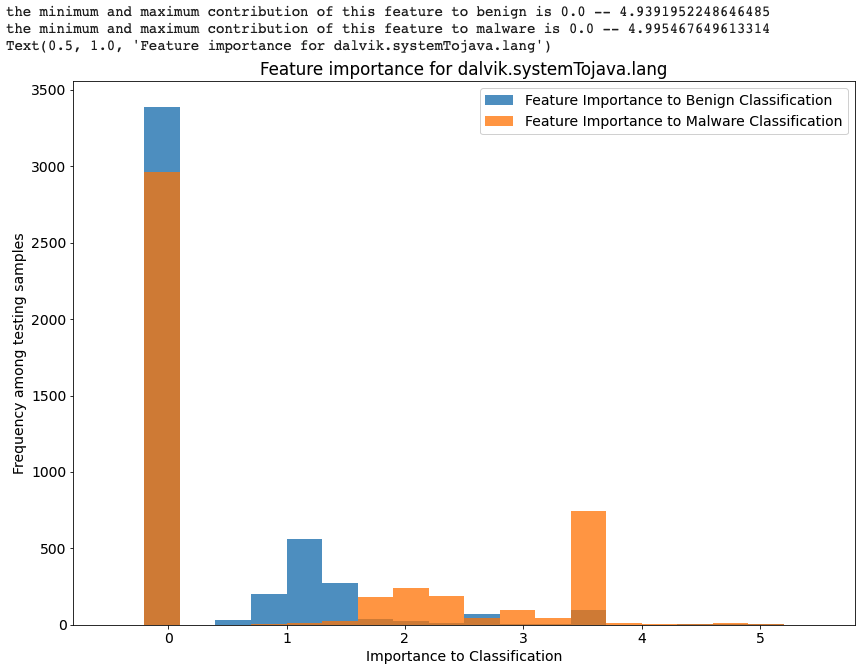 the minimum and maximum contribution of this feature to benign is 0.0 -- 4.9391952248646485
the minimum and maximum contribution of this feature to malware is 0.0 -- 4.995467649613314
Text(0.5, 1.0, 'Feature importance for dalvik.systemTojava.lang')
Feature importance for dalvik.systemTojava.lang
Feature Importance to Benign Classification
Feature Importance to Malware Classification
Frequency among testing samples
3500
3000
2500
2000
1500
1000
500
0
0 1 2 3 4 5
Importance to Classification